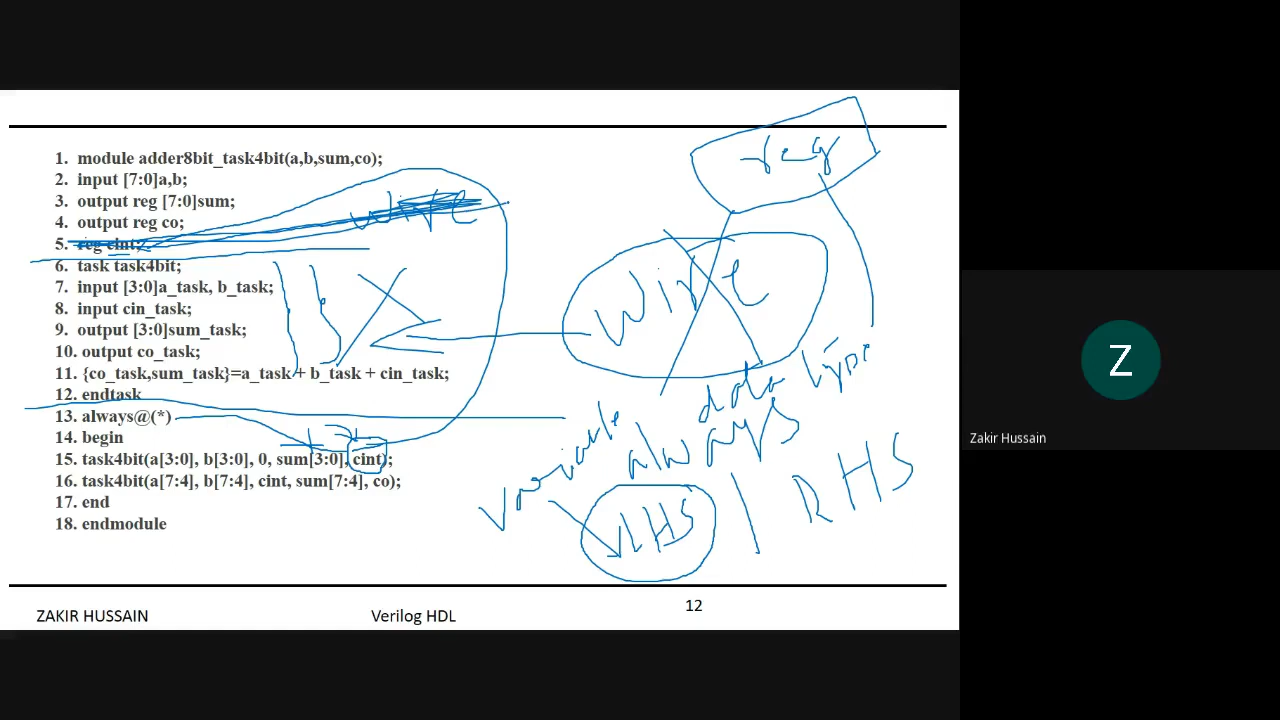 1. module adder8bit_task4bit(a,b,sum,co);
2. input [7:0]a,b;
3. output reg [7:0]sum;
4. output reg co;
5. reg cint;
6. task task4bit;
7. input [3:0]a_task, b_task;
8. input cin_task;
9. output [3:0]sum_task;
10. output co_task;
11. {co_task,sum_task}=a_task + b_task + cin_task;
12. endtask
13. always@(*)
14. begin
15. task4bit(a[3:0], b[3:0], 0, sum[3:0], cint);
16. task4bit(a[7:4], b[7:4], cint, sum[7:4], co);
17. end
18. endmodule
reg
wire
wire
variable data type
always
LHS | RHS
ZAKIR HUSSAIN Verilog HDL 12
Z
Zakir Hussain